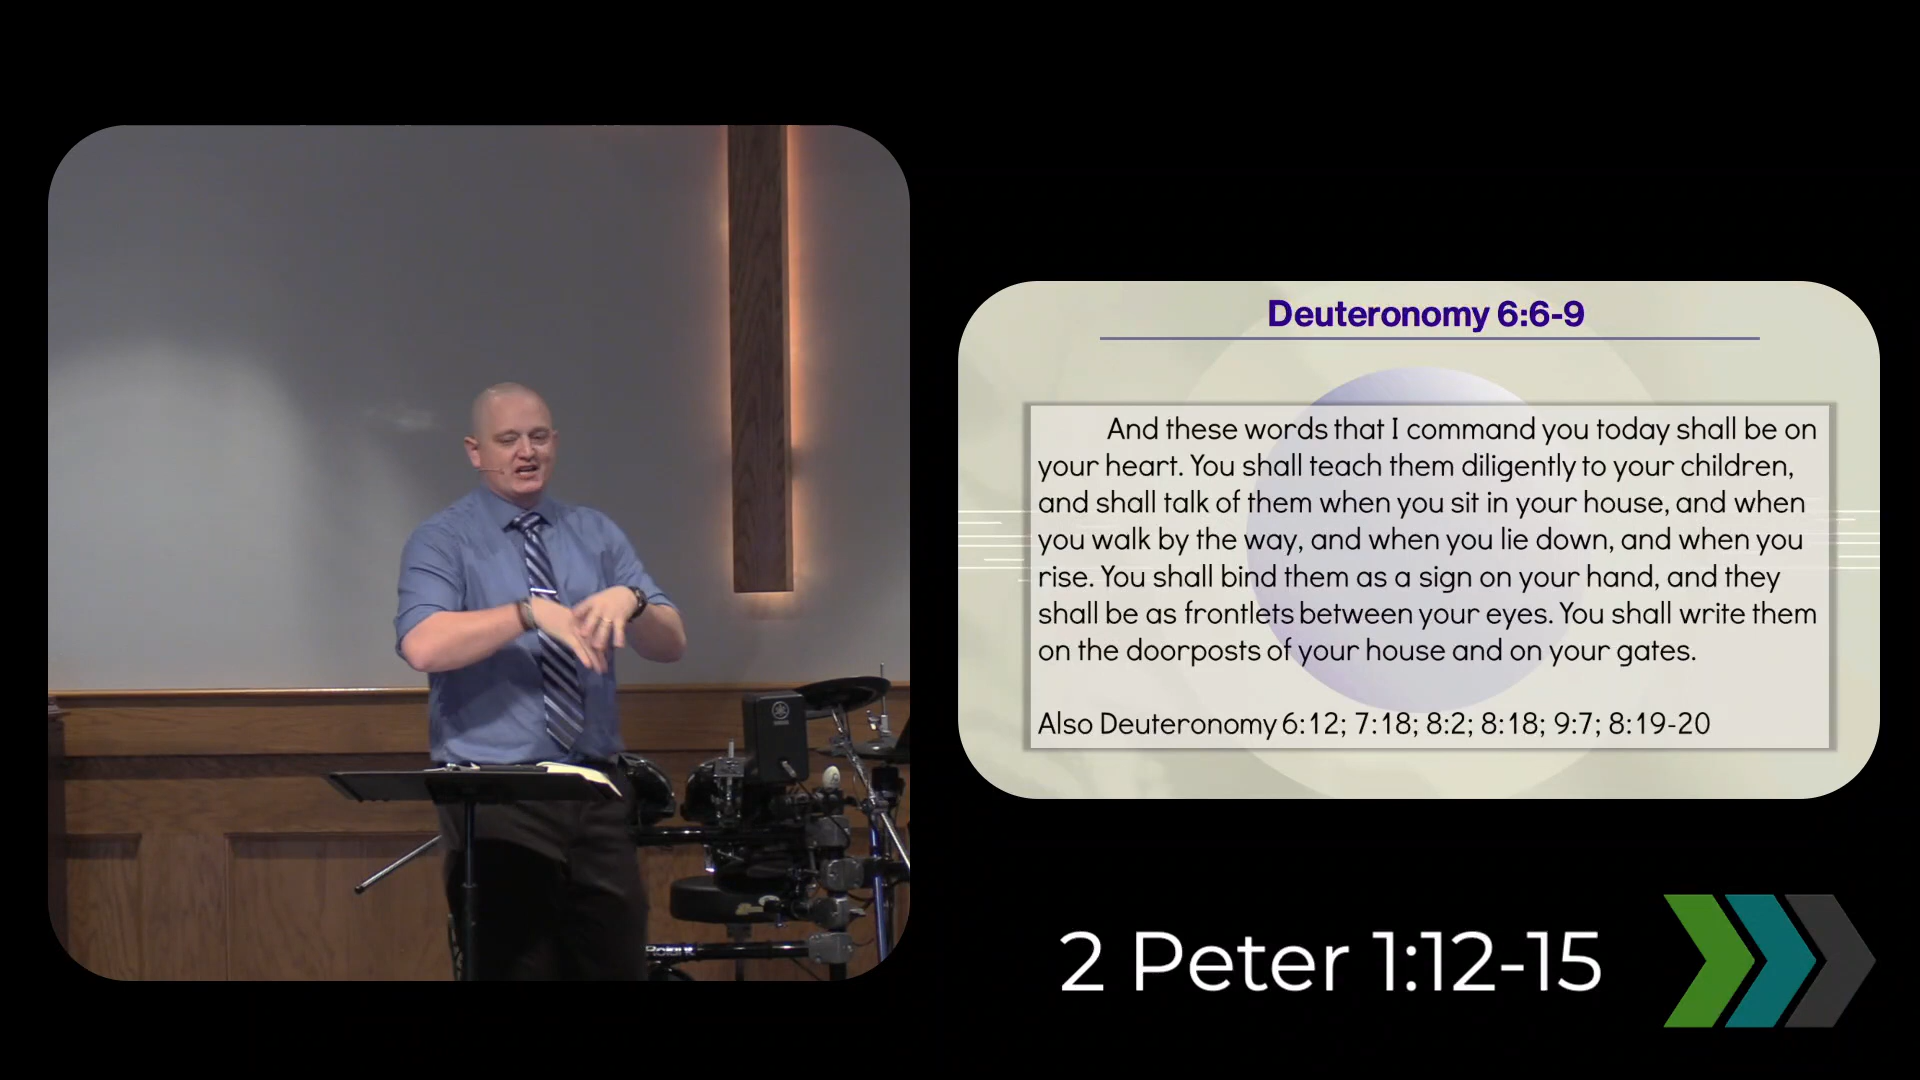 Deuteronomy 6:6-9
And these words that I command you today shall be on
your heart. You shall teach them diligently to your children,
and shall talk of them when you sit in your house, and when
you walk by the way, and when you lie down, and when you
rise. You shall bind them as a sign on your hand, and they
shall be as frontlets between your eyes. You shall write them
on the doorposts of your house and on your gates.
Also Deuteronomy 6:12; 7:18; 8:2; 8:18; 9:7; 8:19-20
2 Peter 1:12-15
Roland